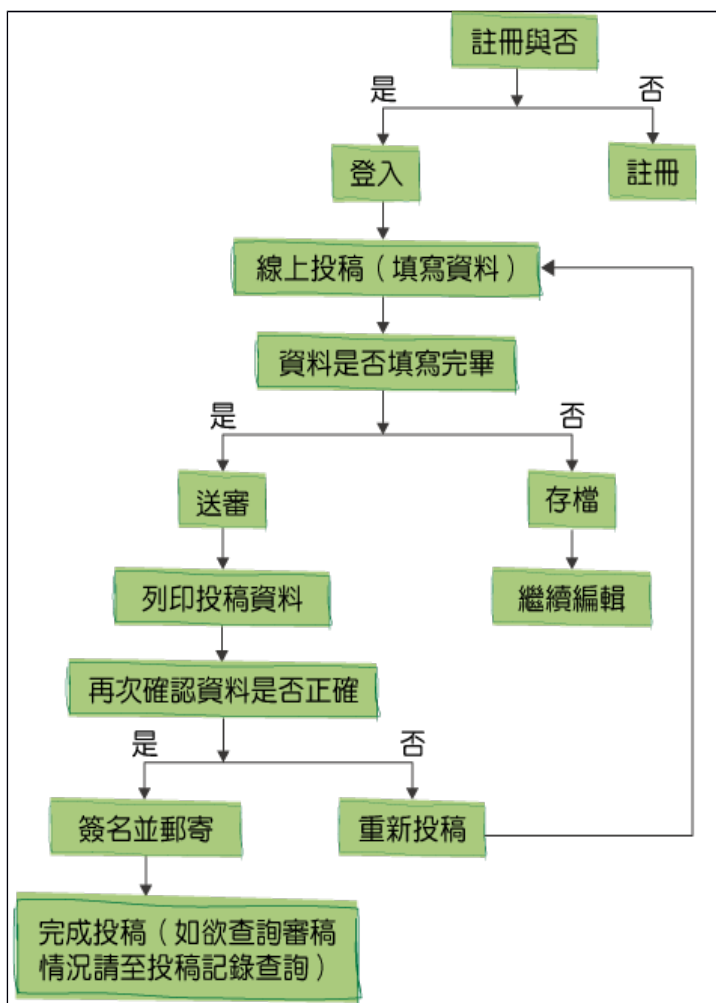 註冊與否
是
否
登入
註冊
線上投稿（填寫資料）
資料是否填寫完畢
是
否
送審
存檔
列印投稿資料
繼續編輯
再次確認資料是否正確
是
否
簽名並郵寄
重新投稿
完成投稿（如欲查詢審稿
情況請至投稿記錄查詢）